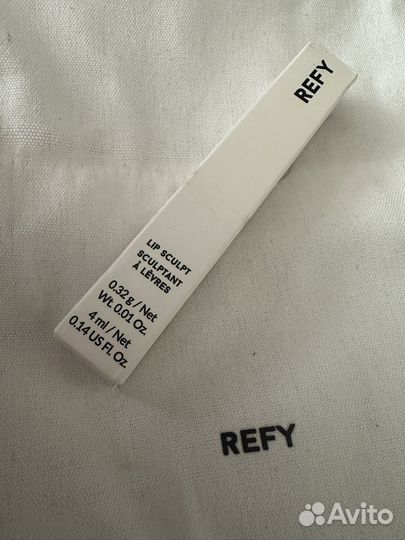 REFY
LIP SCULPT
SCULPTANT
À LÈVRES
0.32g / Net
Wt. 0.01 Oz.
4 ml / Net
0.14 US Fl. Oz.
REFY
Avito